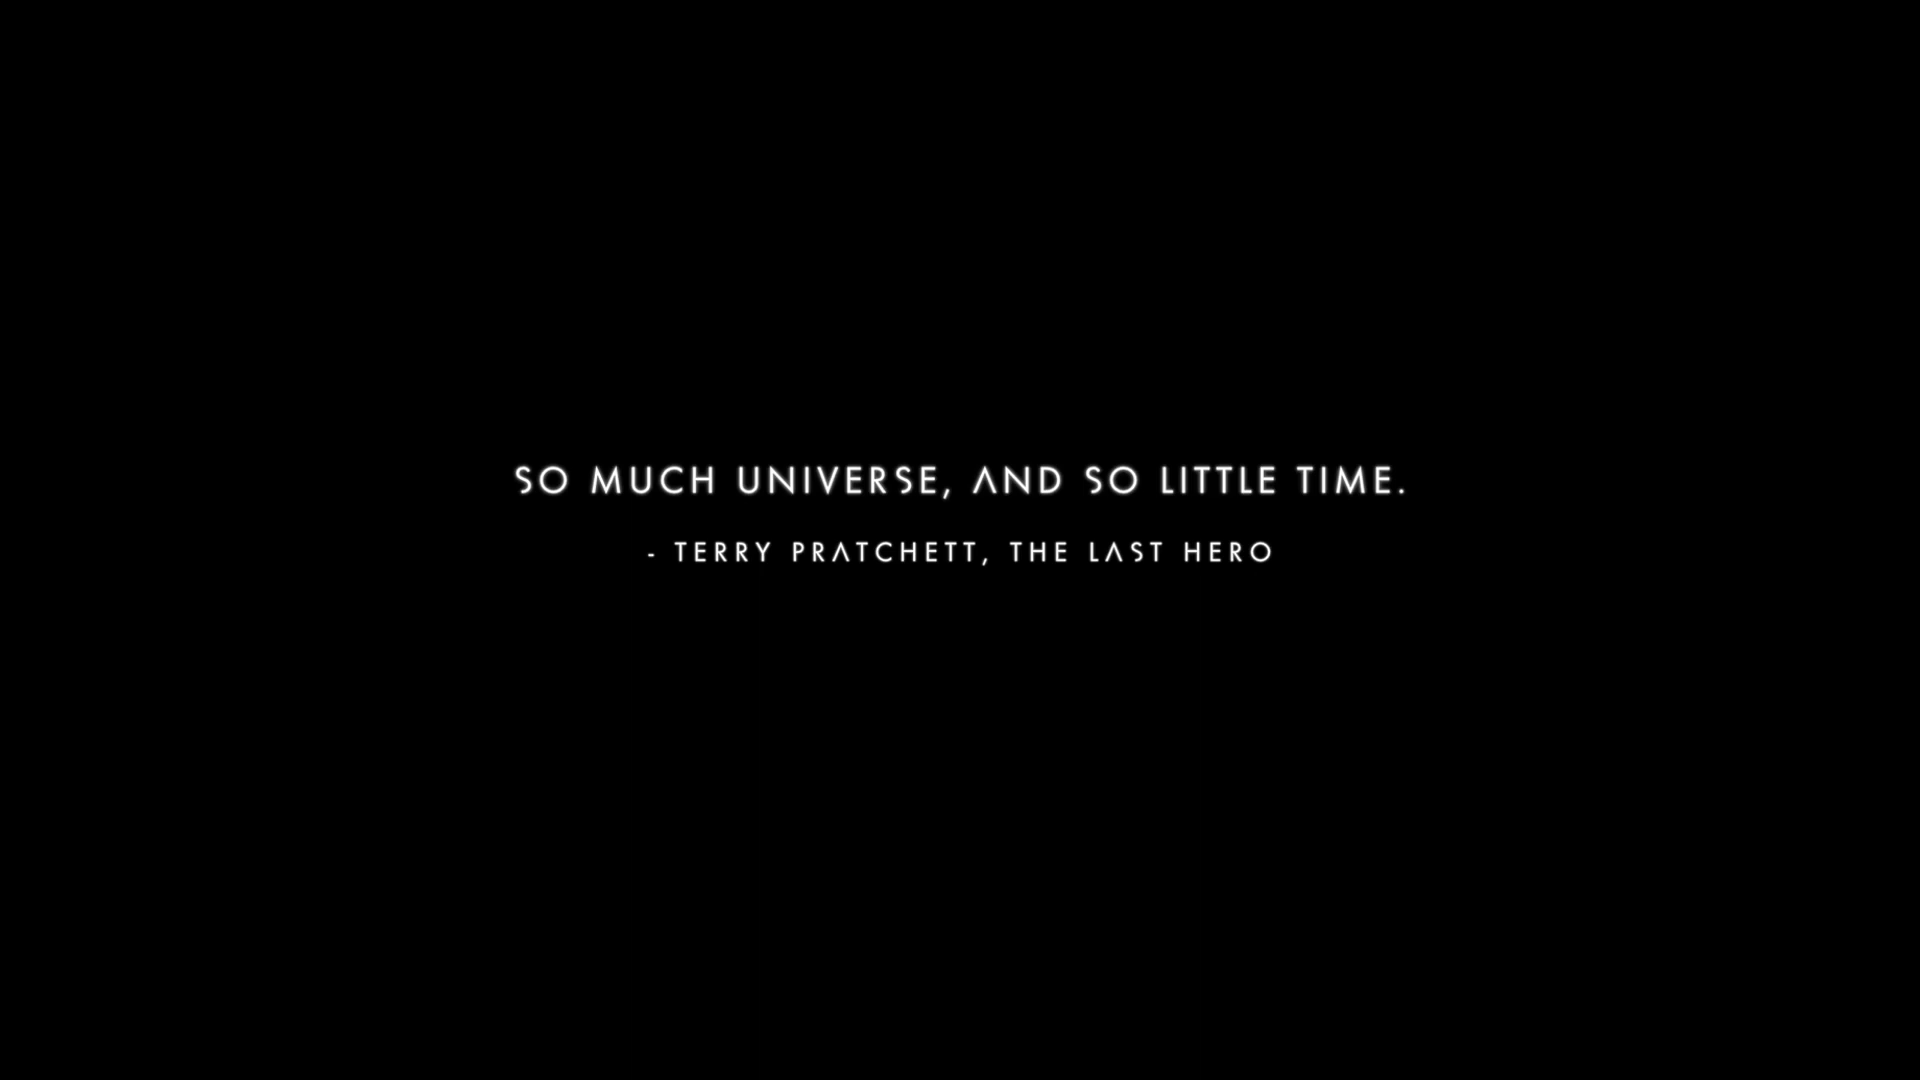 SO MUCH UNIVERSE, AND SO LITTLE TIME.
- TERRY PRATCHETT, THE LAST HERO